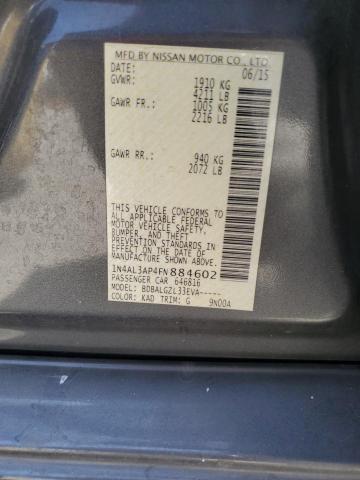 MFD BY NISSAN MOTOR CO., LTD.
DATE: 06/15
GVWR: 1910 KG
4211 LB
GAWR FR.: 1005 KG
2216 LB
GAWR RR.: 940 KG
2072 LB
THIS VEHICLE CONFORMS TO ALL
APPLICABLE FEDERAL
MOTOR VEHICLE SAFETY,
BUMPER, AND THEFT
PREVENTION STANDARDS
IN EFFECT ON THE DATE OF
MANUFACTURE SHOWN ABOVE.
1N4AL3AP4FN884602
PASSENGER CAR 646816
MODEL: BDBALGZL33EVA-----
COLOR: KAD TRIM: G 9N00A